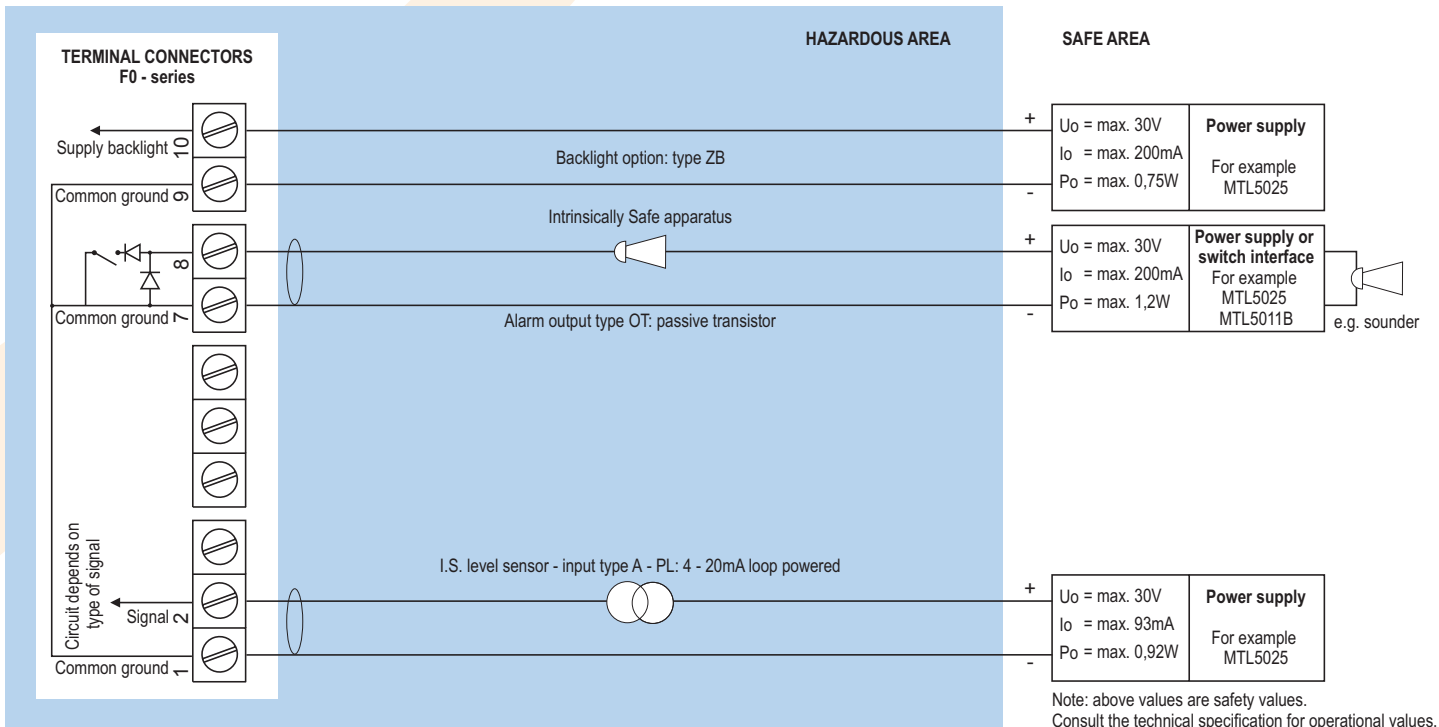 HAZARDOUS AREA
SAFE AREA
TERMINAL CONNECTORS
F0 - series
Supply backlight
10
Common ground
9
8
Common ground
7
Circuit depends on
type of signal
Signal
2
Common ground
1
Backlight option: type ZB
Intrinsically Safe apparatus
Alarm output type OT: passive transistor
I.S. level sensor - input type A - PL: 4 - 20mA loop powered
+
Uo = max. 30V
Io = max. 200mA
Po = max. 0,75W
-
Power supply
For example
MTL5025
+
Uo = max. 30V
Io = max. 200mA
Po = max. 1,2W
-
Power supply or
switch interface
For example
MTL5025
MTL5011B
e.g. sounder
+
Uo = max. 30V
Io = max. 93mA
Po = max. 0,92W
-
Power supply
For example
MTL5025
Note: above values are safety values.
Consult the technical specification for operational values.